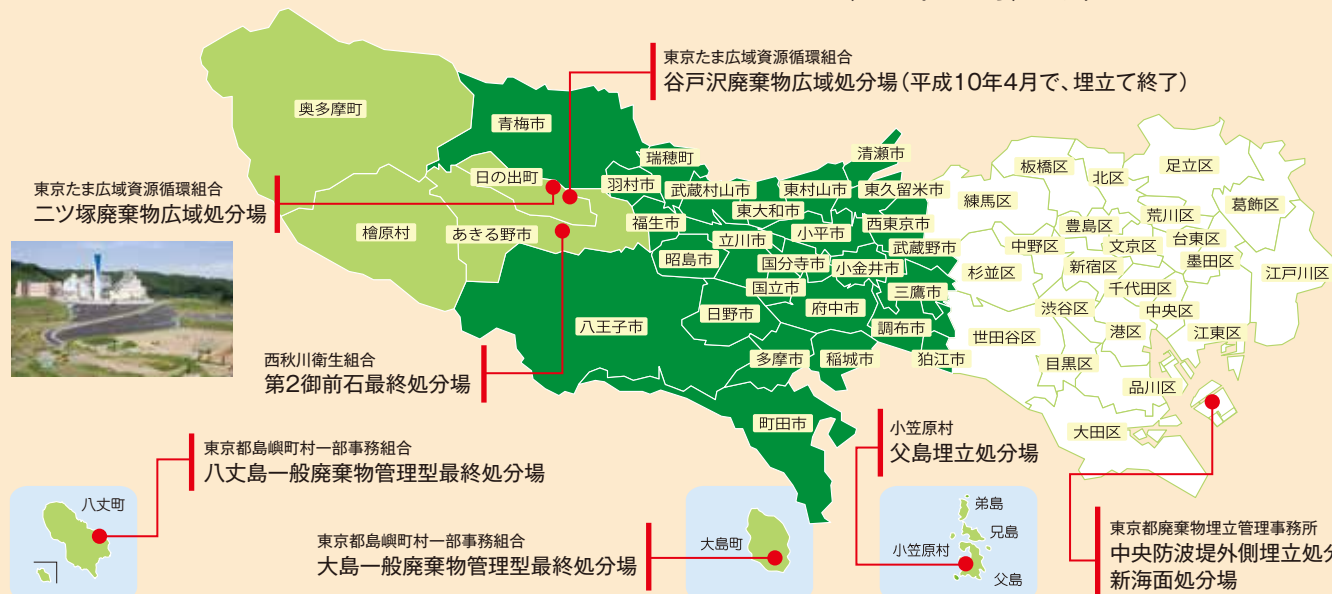 東京たま広域資源循環組合
谷戸沢廃棄物広域処分場(平成10年4月で、埋立て終了)
奥多摩町
青梅市
瑞穂町
清瀬市
板橋区
足立区
北区
日の出町
羽村市
武蔵村山市
東村山市
東久留米市
練馬区
荒川区
葛飾区
東京たま広域資源循環組合
二ツ塚廃棄物広域処分場
福生市
東大和市
西東京市
豊島区
檜原村
あきる野市
立川市
小平市
武蔵野市
中野区
文京区
台東区
昭島市
国分寺市
小金井市
杉並区
新宿区
墨田区
江戸川区
国立市
三鷹市
千代田区
日野市
府中市
渋谷区
中央区
八王子市
調布市
世田谷区
港区
江東区
西秋川衛生組合
第2御前石最終処分場
多摩市
稲城市
狛江市
目黒区
品川区
町田市
大田区
小笠原村
父島埋立処分場
東京都島嶼町村一部事務組合
八丈島一般廃棄物管理型最終処分場
八丈町
東京都島嶼町村一部事務組合
大島一般廃棄物管理型最終処分場
大島町
弟島
兄島
小笠原村
父島
東京都廃棄物埋立管理事務所
中央防波堤外側埋立処分
新海面処分場